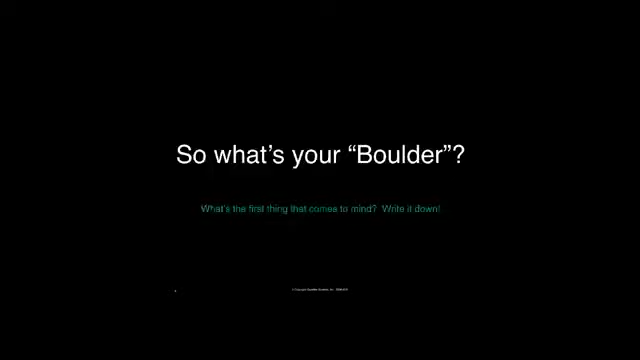 So what's your “Boulder”?
What's the first thing that comes to mind?  Write it down!